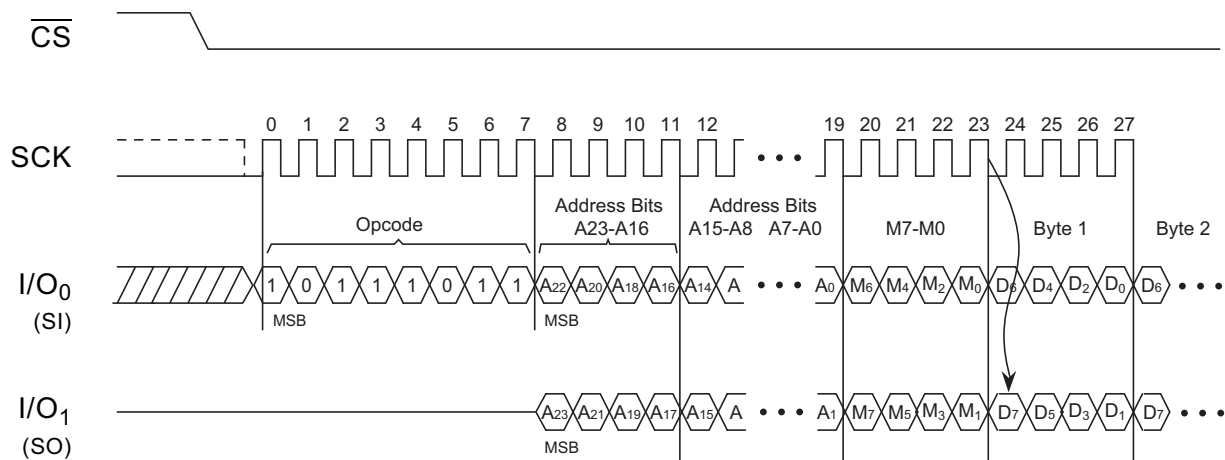 CS
0 1 2 3 4 5 6 7 8 9 10 11 12 19 20 21 22 23 24 25 26 27
SCK
• • •
Opcode
Address Bits
A23-A16
Address Bits
A15-A8 A7-A0
M7-M0
Byte 1
Byte 2
I/O0
(SI)
1 0 1 1 1 0 1 1 A22 A20 A18 A16 A14 A • • • A0 M6 M4 M2 M0 D6 D4 D2 D0 D6 • • •
MSB
MSB
I/O1
(SO)
A23 A21 A19 A17 A15 A • • • A1 M7 M5 M3 M1 D7 D5 D3 D1 D7 • • •
MSB